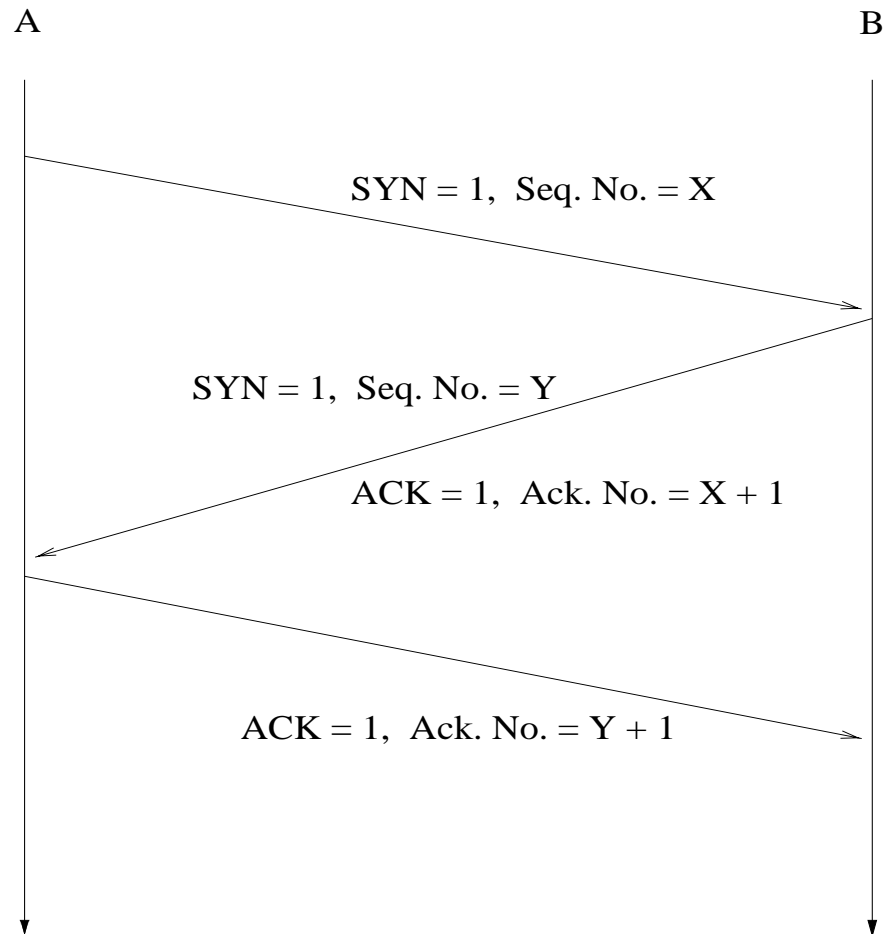 A
B
SYN = 1, Seq. No. = X
SYN = 1, Seq. No. = Y
ACK = 1, Ack. No. = X + 1
ACK = 1, Ack. No. = Y + 1